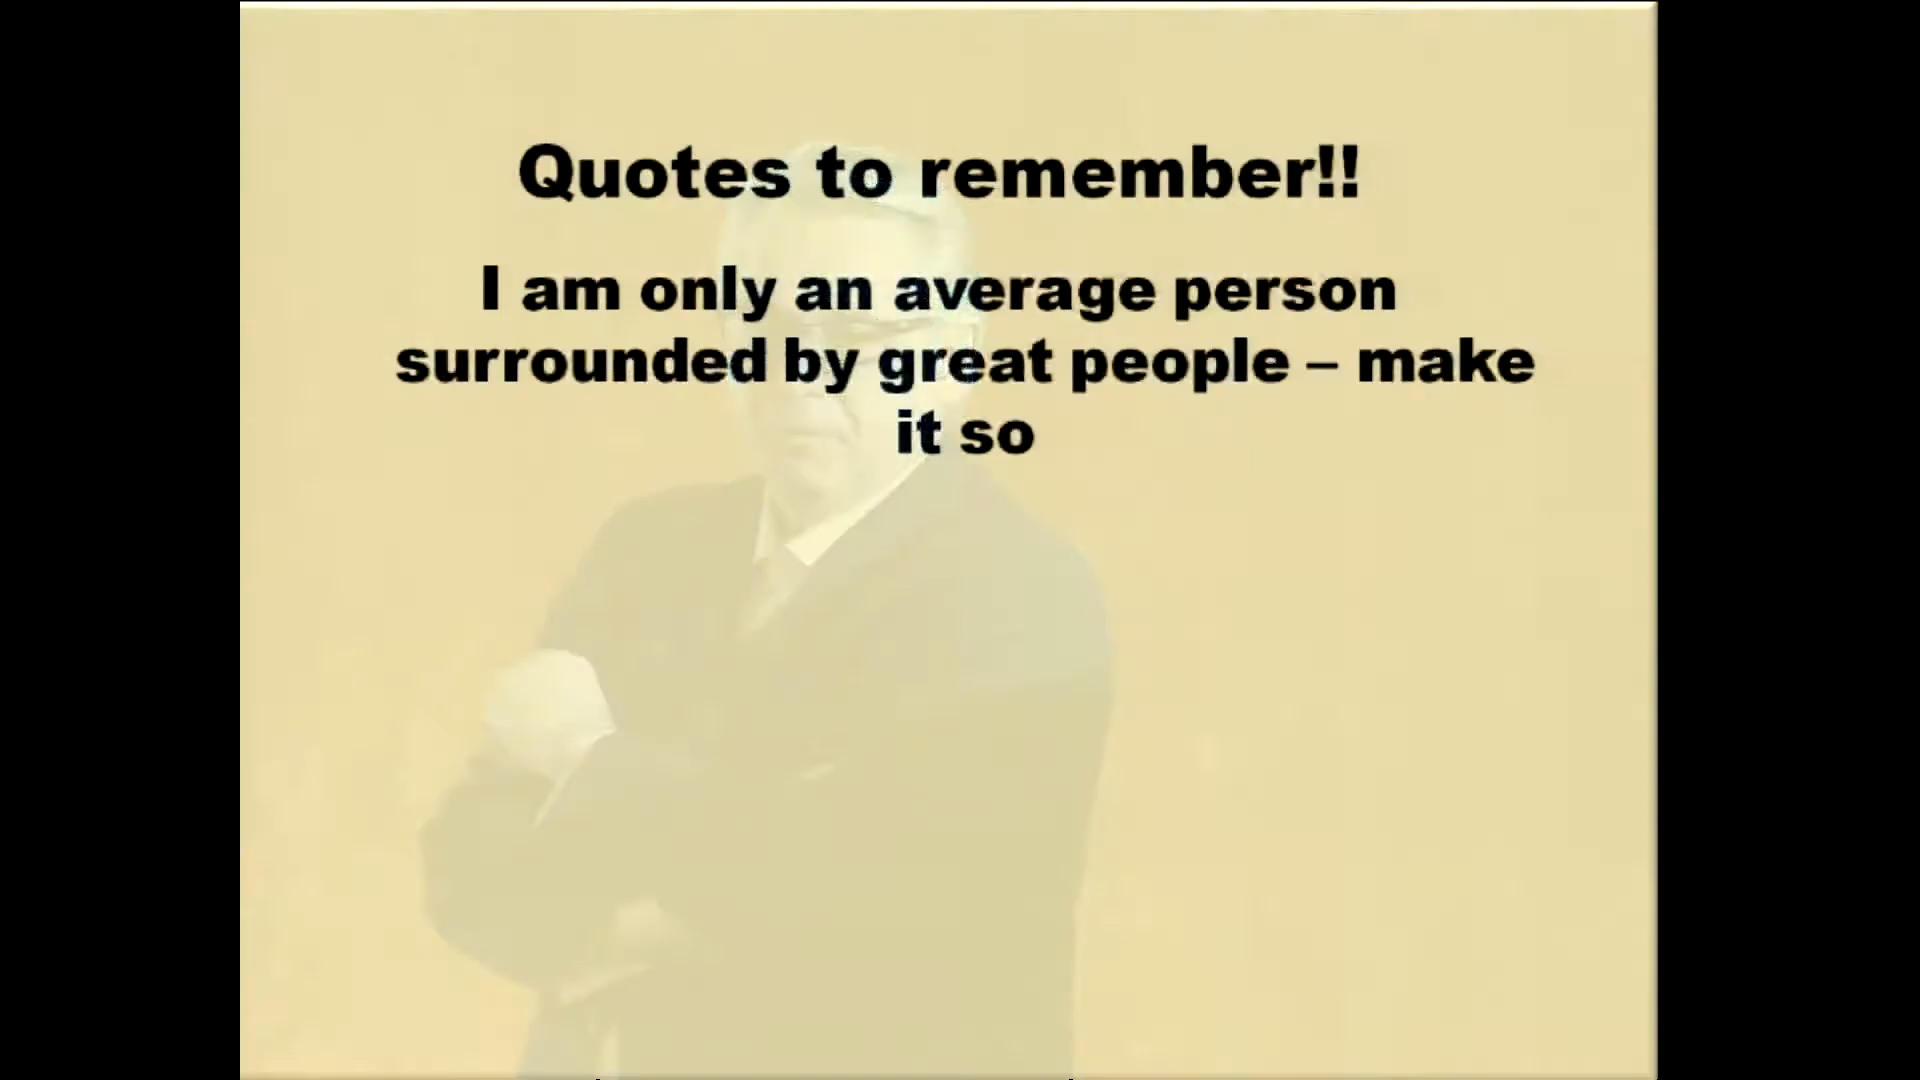 Quotes to remember!!
I am only an average person
surrounded by great people – make
it so